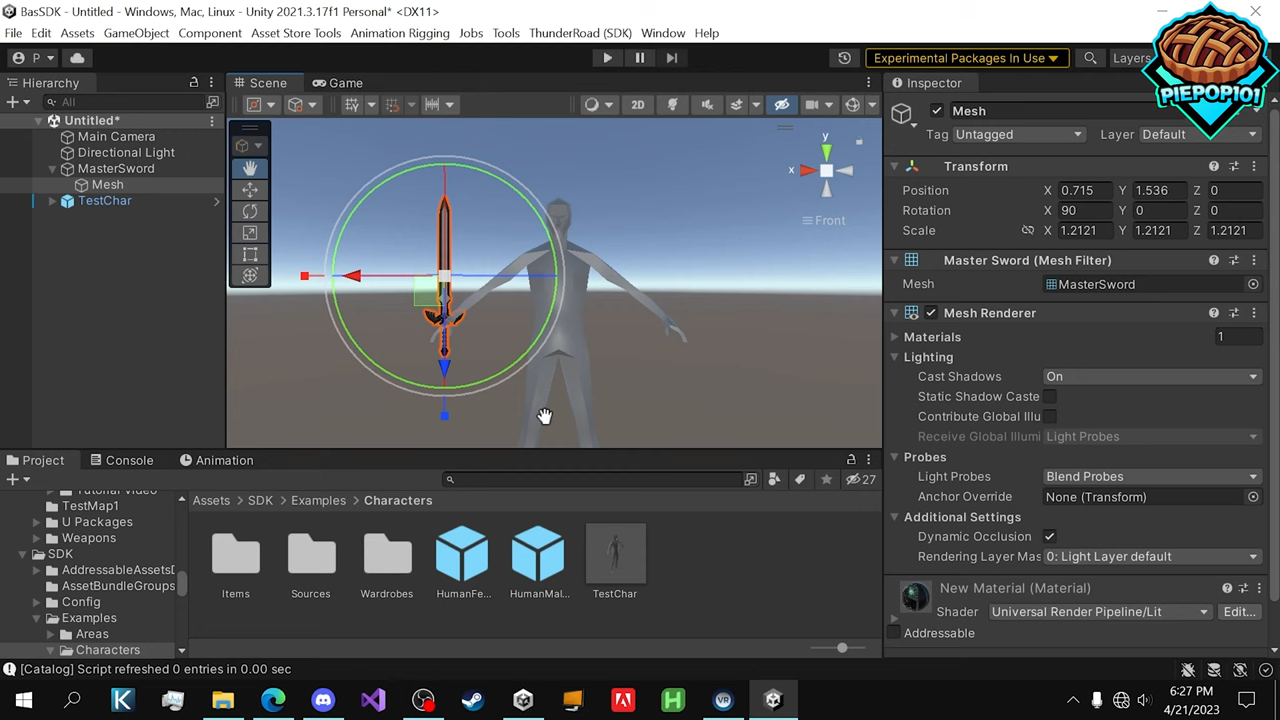 BasSDK - Untitled - Windows, Mac, Linux - Unity 2021.3.17f1 Personal* <DX11>
File Edit Assets GameObject Component Asset Store Tools Animation Rigging Jobs Tools ThunderRoad (SDK) Window Help
P Experimental Packages In Use Layers
PIEPOP101
Hierarchy
All
Untitled*
Main Camera
Directional Light
MasterSword
Mesh
TestChar
Scene Game
2D
y
x
Front
Inspector
Mesh
Tag Untagged Layer Default
Transform
Position X 0.715 Y 1.536 Z 0
Rotation X 90 Y 0 Z 0
Scale X 1.2121 Y 1.2121 Z 1.2121
Master Sword (Mesh Filter)
Mesh MasterSword
Mesh Renderer
Materials 1
Lighting
Cast Shadows On
Static Shadow Caste
Contribute Global Illu
Receive Global Illumi Light Probes
Probes
Light Probes Blend Probes
Anchor Override None (Transform)
Additional Settings
Dynamic Occlusion
Rendering Layer Mas 0: Light Layer default
New Material (Material)
Shader Universal Render Pipeline/Lit Edit...
Addressable
Project Console Animation
27
Tutorial Video
TestMap1
U Packages
Weapons
SDK
AddressableAssetsD
AssetBundleGroups
Config
Examples
Areas
Characters
Assets SDK Examples Characters
Items Sources Wardrobes HumanFe... HumanMal... TestChar
[Catalog] Script refreshed 0 entries in 0.00 sec
6:27 PM
4/21/2023